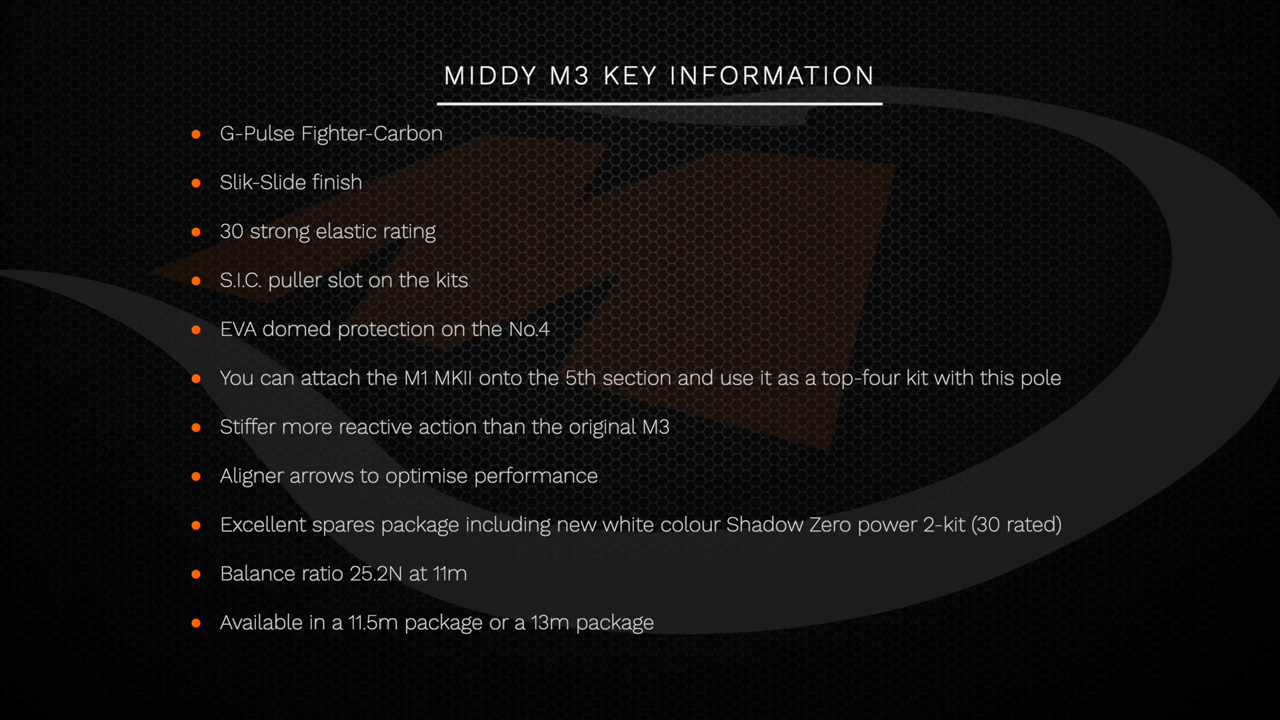 MIDDY M3 KEY INFORMATION
G-Pulse Fighter-Carbon
Slik-Slide finish
30 strong elastic rating
S.I.C. puller slot on the kits
EVA domed protection on the No.4
You can attach the M1 MKII onto the 5th section and use it as a top-four kit with this pole
Stiffer more reactive action than the original M3
Aligner arrows to optimise performance
Excellent spares package including new white colour Shadow Zero power 2-kit (30 rated)
Balance ratio 25.2N at 11m
Available in a 11.5m package or a 13m package